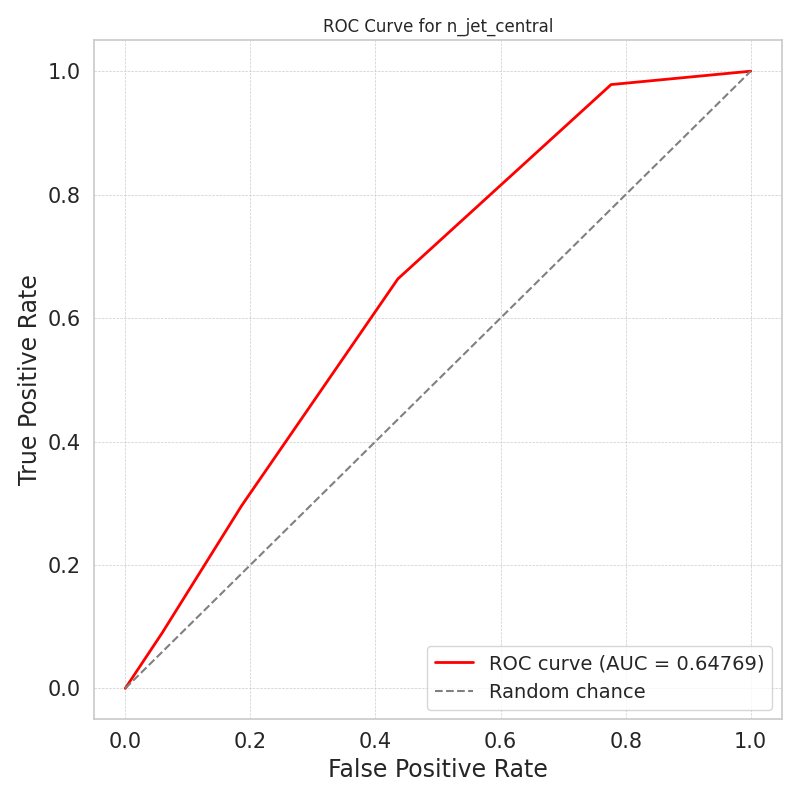 ROC Curve for n_jet_central
True Positive Rate
1.0
0.8
0.6
0.4
0.2
0.0
ROC curve (AUC = 0.64769)
Random chance
0.0 0.2 0.4 0.6 0.8 1.0
False Positive Rate